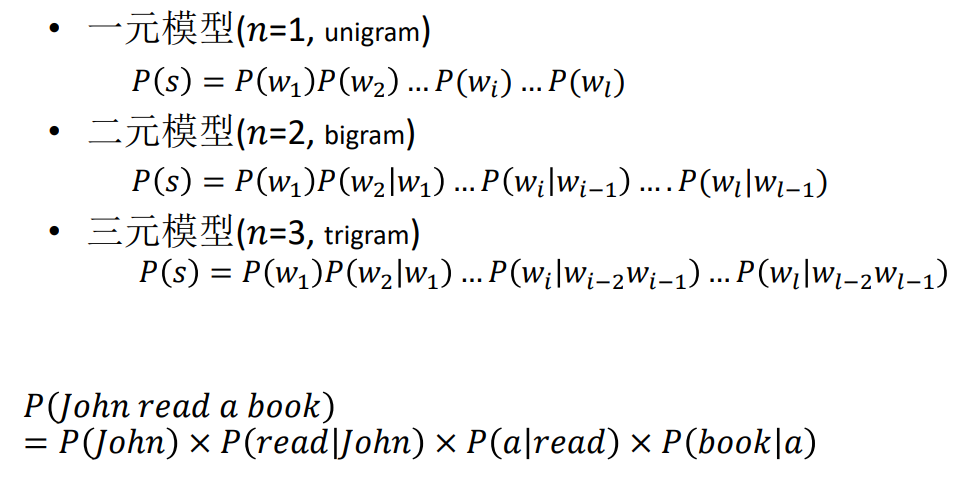 • 一元模型(n=1, unigram)
P(s) = P(w₁)P(w₂) … P(wᵢ) … P(wₗ)
• 二元模型(n=2, bigram)
P(s) = P(w₁)P(w₂|w₁) … P(wᵢ|wᵢ₋₁) … . P(wₗ|wₗ₋₁)
• 三元模型(n=3, trigram)
P(s) = P(w₁)P(w₂|w₁) … P(wᵢ|wᵢ₋₂wᵢ₋₁) … P(wₗ|wₗ₋₂wₗ₋₁)
P(John read a book)
= P(John) × P(read|John) × P(a|read) × P(book|a)